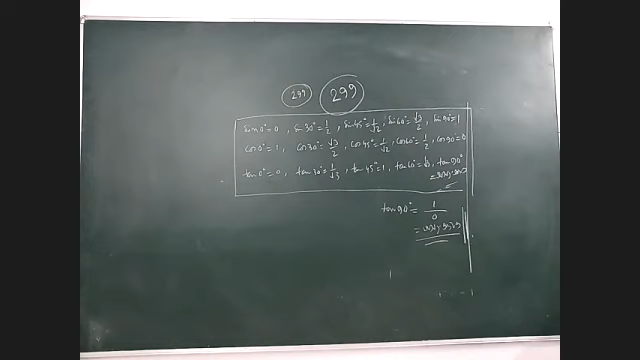 299 299
sin 0° = 0, sin 30° = 1/2, sin 45° = 1/√2, sin 60° = √3/2, sin 90° = 1
cos 0° = 1, cos 30° = √3/2, cos 45° = 1/√2, cos 60° = 1/2, cos 90° = 0
tan 0° = 0, tan 30° = 1/√3, tan 45° = 1, tan 60° = √3, tan 90°
=
tan 90° = 1/0
=